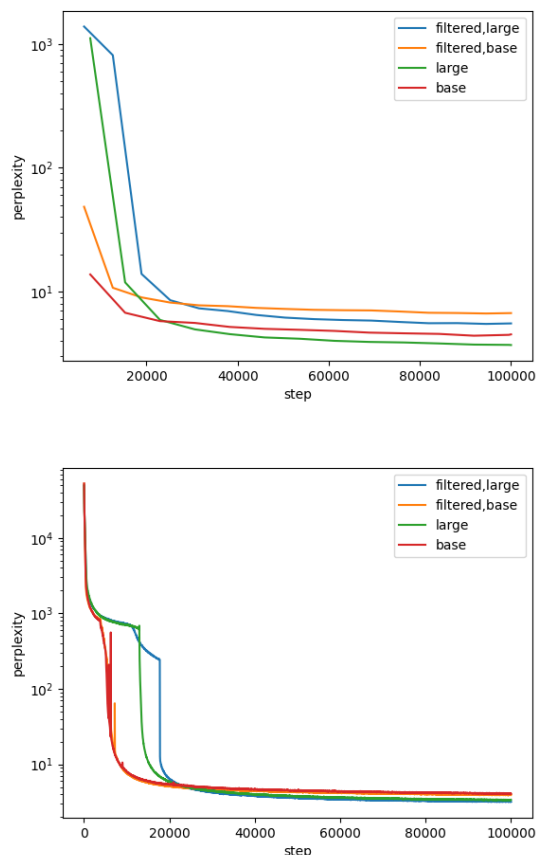 10³
10²
10¹
perplexity
filtered,large
filtered,base
large
base
20000 40000 60000 80000 100000
step
10⁴
10³
10²
10¹
perplexity
filtered,large
filtered,base
large
base
0 20000 40000 60000 80000 100000
step